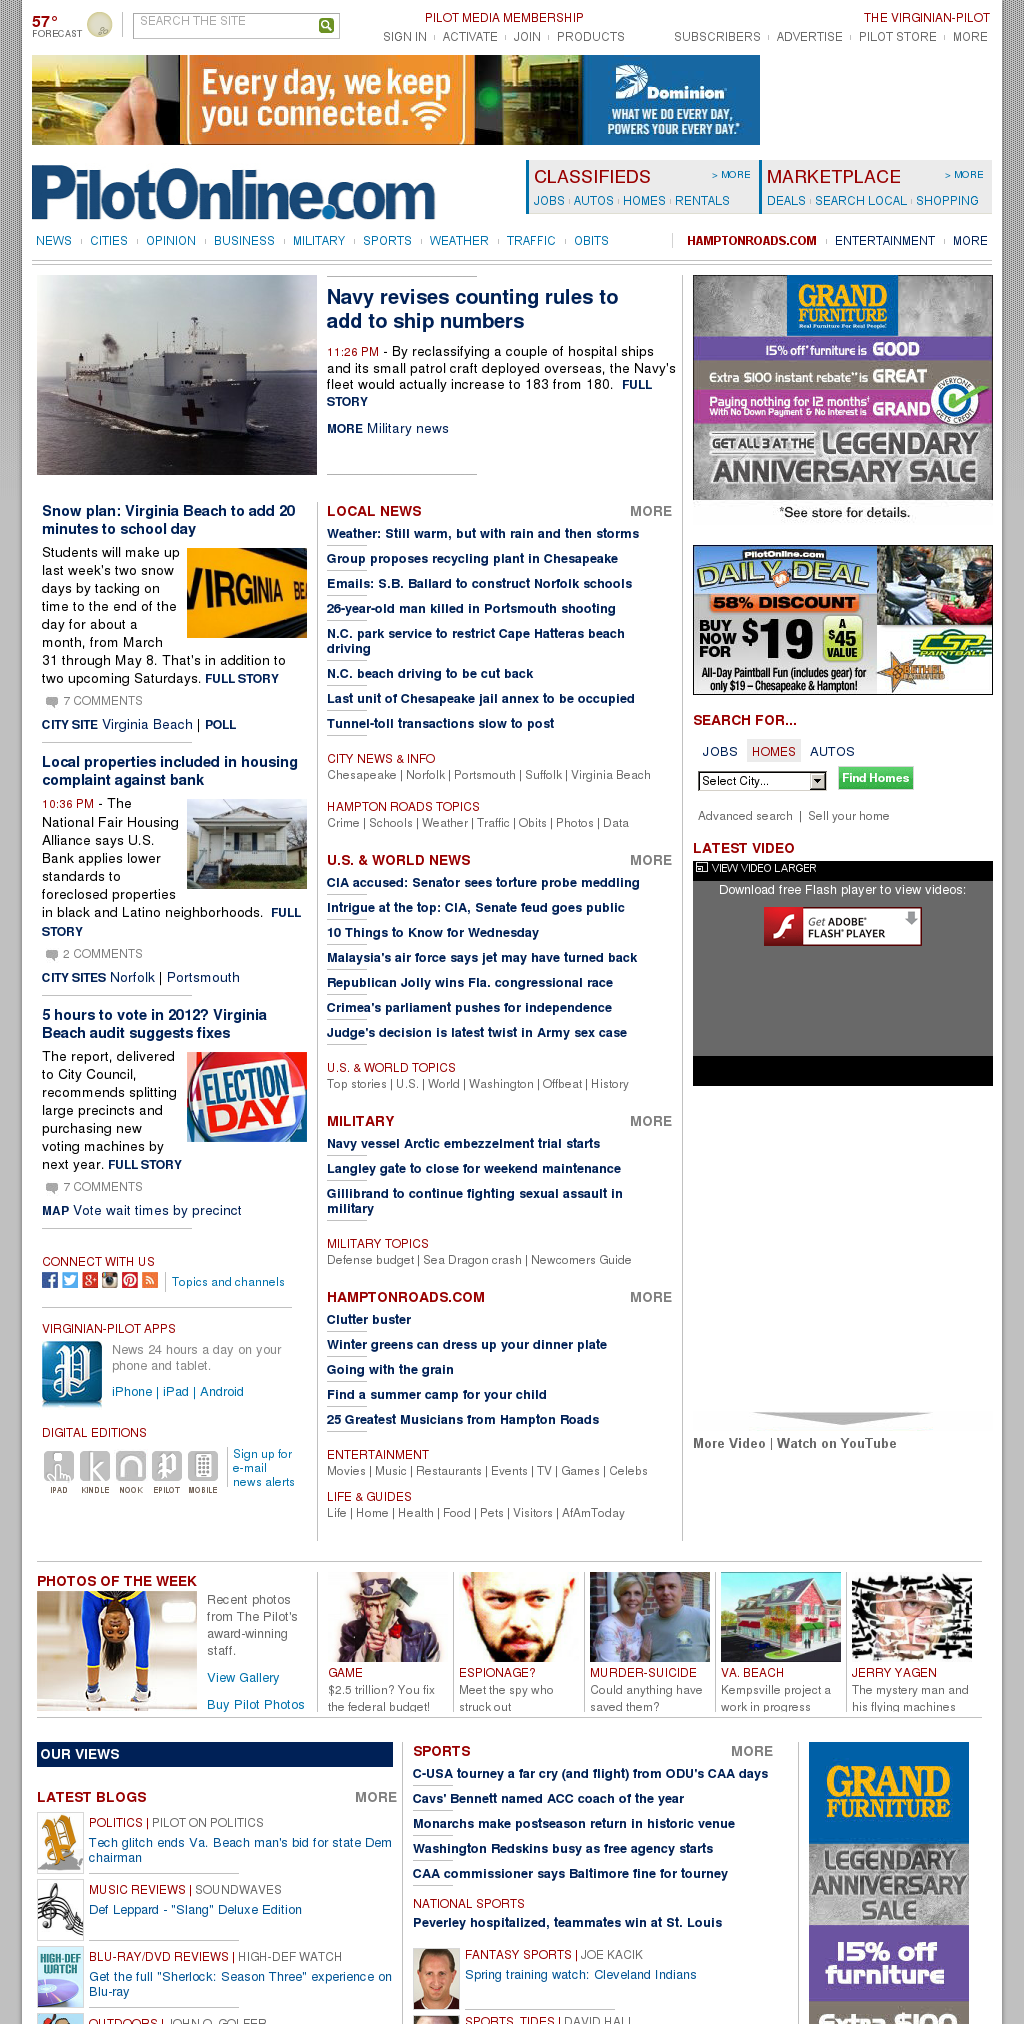 57°
FORECAST
SEARCH THE SITE
PILOT MEDIA MEMBERSHIP
SIGN IN ACTIVATE JOIN PRODUCTS
THE VIRGINIAN-PILOT
SUBSCRIBERS ADVERTISE PILOT STORE MORE
Every day, we keep
you connected.
Dominion
WHAT WE DO EVERY DAY,
POWERS YOUR EVERY DAY.
PilotOnline.com
CLASSIFIEDS > MORE
JOBS AUTOS HOMES RENTALS
MARKETPLACE > MORE
DEALS SEARCH LOCAL SHOPPING
NEWS CITIES OPINION BUSINESS MILITARY SPORTS WEATHER TRAFFIC OBITS
HAMPTONROADS.COM ENTERTAINMENT MORE
Navy revises counting rules to
add to ship numbers
11:26 PM - By reclassifying a couple of hospital ships
and its small patrol craft deployed overseas, the Navy's
fleet would actually increase to 183 from 180. FULL
STORY
MORE Military news
Snow plan: Virginia Beach to add 20
minutes to school day
Students will make up
last week's two snow
days by tacking on
time to the end of the
day for about a
month, from March
31 through May 8. That's in addition to
two upcoming Saturdays. FULL STORY
VIRGINIA BE
7 COMMENTS
CITY SITE Virginia Beach | POLL
Local properties included in housing
complaint against bank
10:36 PM - The
National Fair Housing
Alliance says U.S.
Bank applies lower
standards to
foreclosed properties
in black and Latino neighborhoods. FULL
STORY
2 COMMENTS
CITY SITES Norfolk | Portsmouth
5 hours to vote in 2012? Virginia
Beach audit suggests fixes
The report, delivered
to City Council,
recommends splitting
large precincts and
purchasing new
voting machines by
next year. FULL STORY
ELECTION
DAY
7 COMMENTS
MAP Vote wait times by precinct
CONNECT WITH US
Topics and channels
VIRGINIAN-PILOT APPS
News 24 hours a day on your
phone and tablet.
iPhone | iPad | Android
DIGITAL EDITIONS
IPAD KINDLE NOOK EPILOT MOBILE
Sign up for
e-mail
news alerts
LOCAL NEWS MORE
Weather: Still warm, but with rain and then storms
Group proposes recycling plant in Chesapeake
Emails: S.B. Ballard to construct Norfolk schools
26-year-old man killed in Portsmouth shooting
N.C. park service to restrict Cape Hatteras beach
driving
N.C. beach driving to be cut back
Last unit of Chesapeake jail annex to be occupied
Tunnel-toll transactions slow to post
CITY NEWS & INFO
Chesapeake | Norfolk | Portsmouth | Suffolk | Virginia Beach
HAMPTON ROADS TOPICS
Crime | Schools | Weather | Traffic | Obits | Photos | Data
U.S. & WORLD NEWS MORE
CIA accused: Senator sees torture probe meddling
Intrigue at the top: CIA, Senate feud goes public
10 Things to Know for Wednesday
Malaysia's air force says jet may have turned back
Republican Jolly wins Fla. congressional race
Crimea's parliament pushes for independence
Judge's decision is latest twist in Army sex case
U.S. & WORLD TOPICS
Top stories | U.S. | World | Washington | Offbeat | History
MILITARY MORE
Navy vessel Arctic embezzelment trial starts
Langley gate to close for weekend maintenance
Gillibrand to continue fighting sexual assault in
military
MILITARY TOPICS
Defense budget | Sea Dragon crash | Newcomers Guide
HAMPTONROADS.COM MORE
Clutter buster
Winter greens can dress up your dinner plate
Going with the grain
Find a summer camp for your child
25 Greatest Musicians from Hampton Roads
ENTERTAINMENT
Movies | Music | Restaurants | Events | TV | Games | Celebs
LIFE & GUIDES
Life | Home | Health | Food | Pets | Visitors | AfAmToday
GRAND
FURNITURE
Real Furniture For Real People
15% off furniture is GOOD
Extra $100 instant rebate is GREAT
Paying nothing for 12 months
With No Down Payment & No Interest is GRAND
EVERYONE GETS CREDIT
GET ALL 3 AT THE LEGENDARY
ANNIVERSARY SALE
*See store for details.
PilotOnline.com
DAILY DEAL
58% DISCOUNT
BUY
NOW
FOR
$19
A
$45
VALUE
All-Day Paintball Fun (includes gear) for
only $19 – Chesapeake & Hampton!
CSP
PAINTBALL
BETHEL
SEARCH FOR...
JOBS HOMES AUTOS
Select City... Find Homes
Advanced search | Sell your home
LATEST VIDEO
VIEW VIDEO LARGER
Download free Flash player to view videos:
Get ADOBE
FLASH PLAYER
More Video | Watch on YouTube
PHOTOS OF THE WEEK
Recent photos
from The Pilot's
award-winning
staff.
View Gallery
Buy Pilot Photos
GAME
$2.5 trillion? You fix
the federal budget!
ESPIONAGE?
Meet the spy who
struck out
MURDER-SUICIDE
Could anything have
saved them?
VA. BEACH
Kempsville project a
work in progress
JERRY YAGEN
The mystery man and
his flying machines
OUR VIEWS
LATEST BLOGS MORE
POLITICS | PILOT ON POLITICS
Tech glitch ends Va. Beach man's bid for state Dem
chairman
MUSIC REVIEWS | SOUNDWAVES
Def Leppard - "Slang" Deluxe Edition
HIGH-DEF
WATCH
BLU-RAY/DVD REVIEWS | HIGH-DEF WATCH
Get the full "Sherlock: Season Three" experience on
Blu-ray
OUTDOORS | JOHN Q. GOLFER
SPORTS MORE
C-USA tourney a far cry (and flight) from ODU's CAA days
Cavs' Bennett named ACC coach of the year
Monarchs make postseason return in historic venue
Washington Redskins busy as free agency starts
CAA commissioner says Baltimore fine for tourney
NATIONAL SPORTS
Peverley hospitalized, teammates win at St. Louis
FANTASY SPORTS | JOE KACIK
Spring training watch: Cleveland Indians
SPORTS, TIDES | DAVID HALL
GRAND
FURNITURE
LEGENDARY
ANNIVERSARY
SALE
15% off
furniture
Extra $100